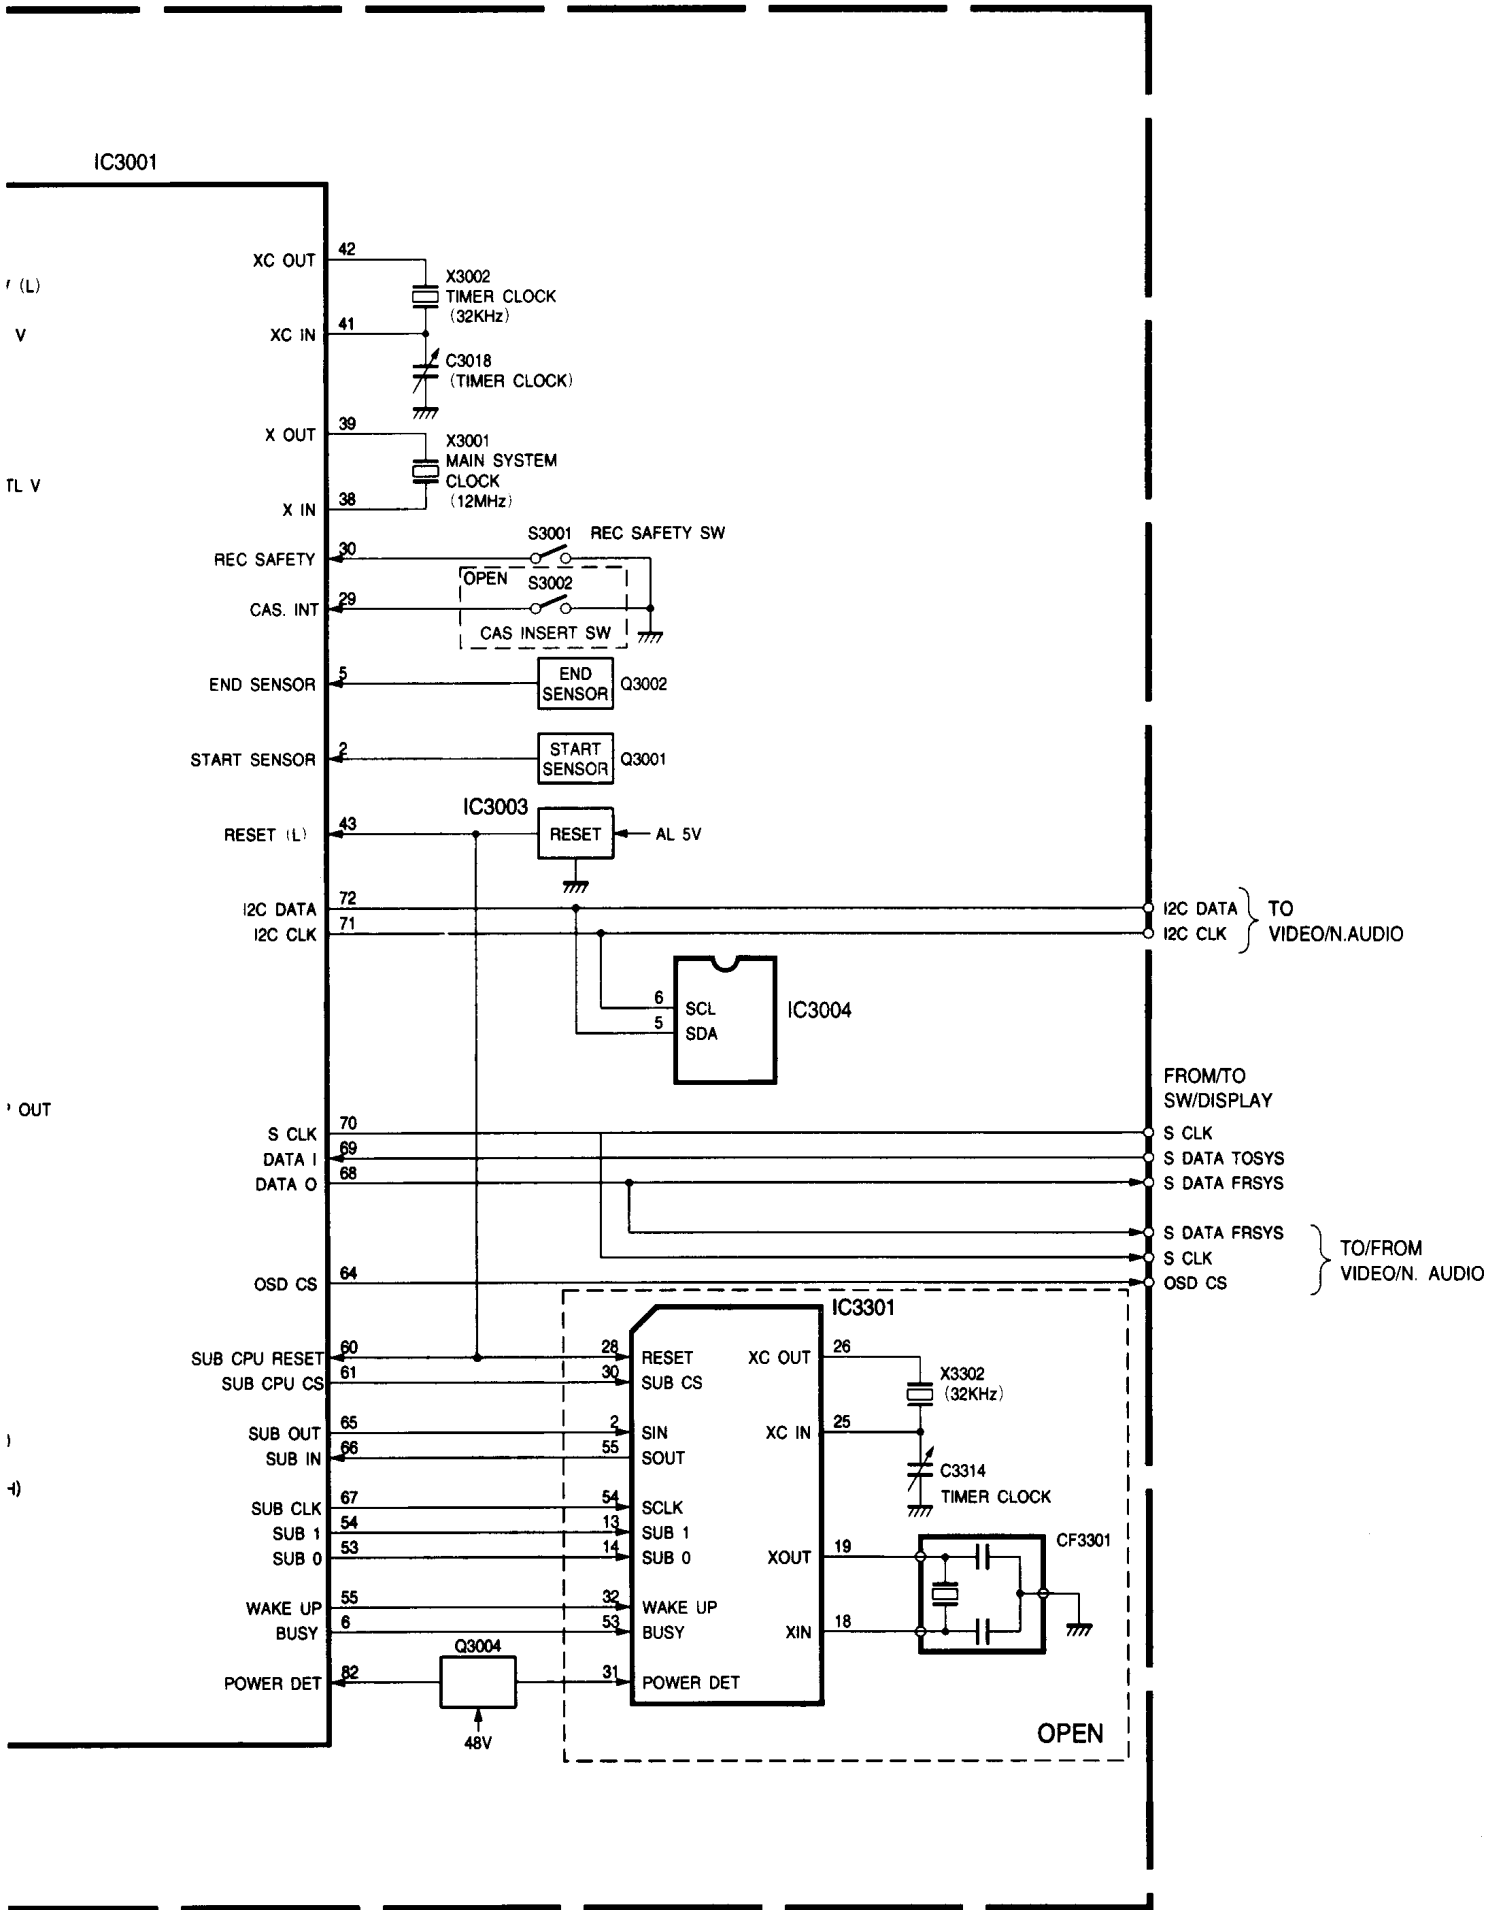 IC3001
(L)
V
TL V
OUT
XC OUT 42
X3002
TIMER CLOCK
(32KHz)
XC IN 41
C3018
(TIMER CLOCK)
X OUT 39
X3001
MAIN SYSTEM
CLOCK
(12MHz)
X IN 38
S3001 REC SAFETY SW
REC SAFETY 30
OPEN S3002
CAS. INT 29
CAS INSERT SW
END SENSOR 5
END
SENSOR
Q3002
START SENSOR 2
START
SENSOR
Q3001
IC3003
RESET (L) 43
RESET
AL 5V
I2C DATA 72
I2C CLK 71
I2C DATA
I2C CLK
TO
VIDEO/N.AUDIO
6 SCL
5 SDA
IC3004
FROM/TO
SW/DISPLAY
S CLK 70
S CLK
DATA I 69
S DATA TOSYS
DATA O 68
S DATA FRSYS
S DATA FRSYS
S CLK
TO/FROM
VIDEO/N. AUDIO
OSD CS 64
OSD CS
IC3301
SUB CPU RESET 60
28 RESET
XC OUT 26
SUB CPU CS 61
30 SUB CS
X3302
(32KHz)
SUB OUT 65
2 SIN
XC IN 25
SUB IN 66
55 SOUT
C3314
TIMER CLOCK
SUB CLK 67
54 SCLK
SUB 1 54
13 SUB 1
SUB 0 53
14 SUB 0
XOUT 19
CF3301
WAKE UP 55
32 WAKE UP
BUSY 6
53 BUSY
XIN 18
Q3004
POWER DET 82
31 POWER DET
48V
OPEN